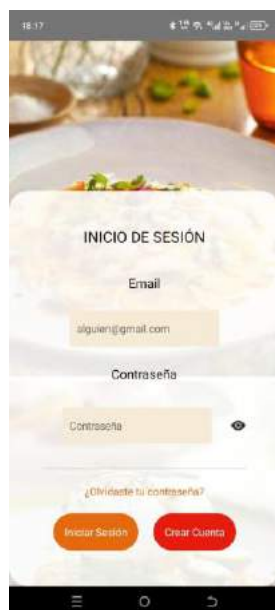 18:17
INICIO DE SESIÓN
Email
alguien@gmail.com
Contraseña
Contraseña
¿Olvidaste tu contraseña?
Iniciar Sesión
Crear Cuenta